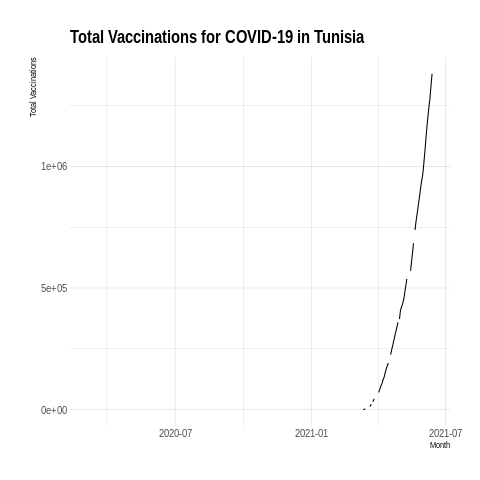 Total Vaccinations for COVID-19 in Tunisia
Total Vaccinations
1e+06
5e+05
0e+00
2020-07
2021-01
2021-07
Month